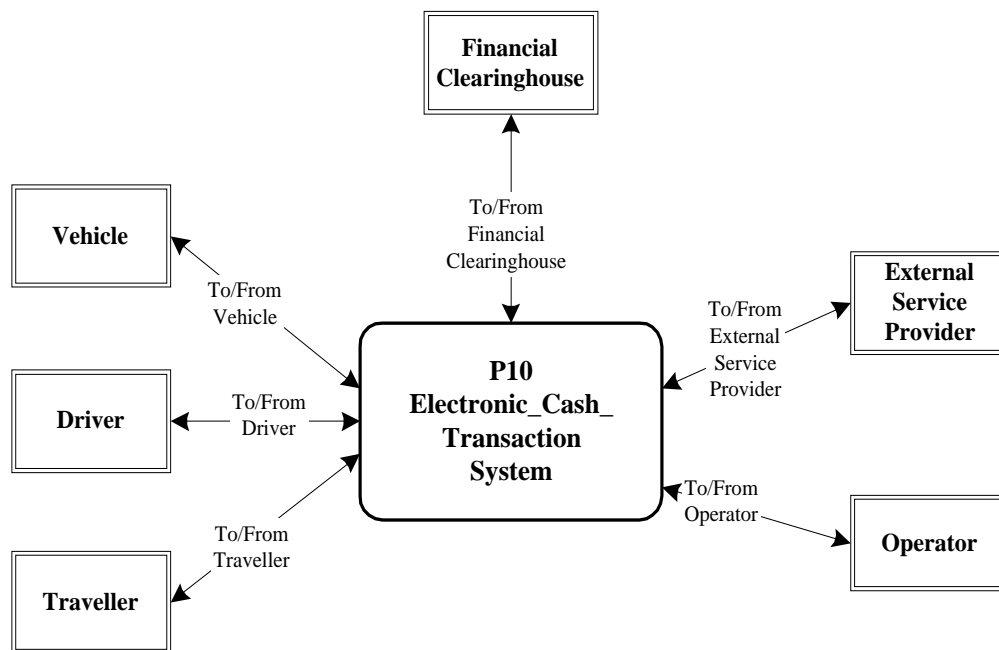 Financial
Clearinghouse
To/From
Financial
Clearinghouse
Vehicle
To/From
Vehicle
External
Service
Provider
To/From
External
Service
Provider
P10
Electronic_Cash_
Transaction
System
Driver
To/From
Driver
To/From
Operator
Operator
To/From
Traveller
Traveller